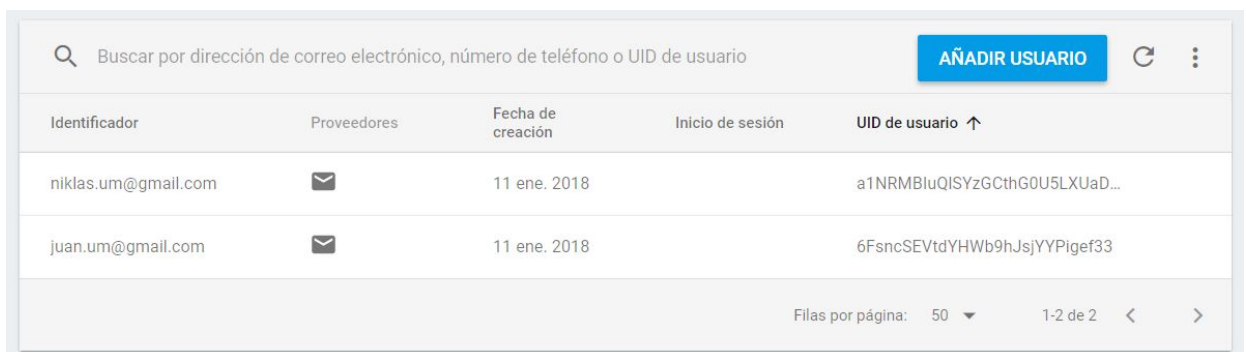 Buscar por dirección de correo electrónico, número de teléfono o UID de usuario
AÑADIR USUARIO
Identificador
Proveedores
Fecha de
creación
Inicio de sesión
UID de usuario
niklas.um@gmail.com
11 ene. 2018
a1NRMBIuQISYzGCthG0U5LXUaD...
juan.um@gmail.com
11 ene. 2018
6FsncSEVtdYHWb9hJsjYYPigef33
Filas por página: 50
1-2 de 2